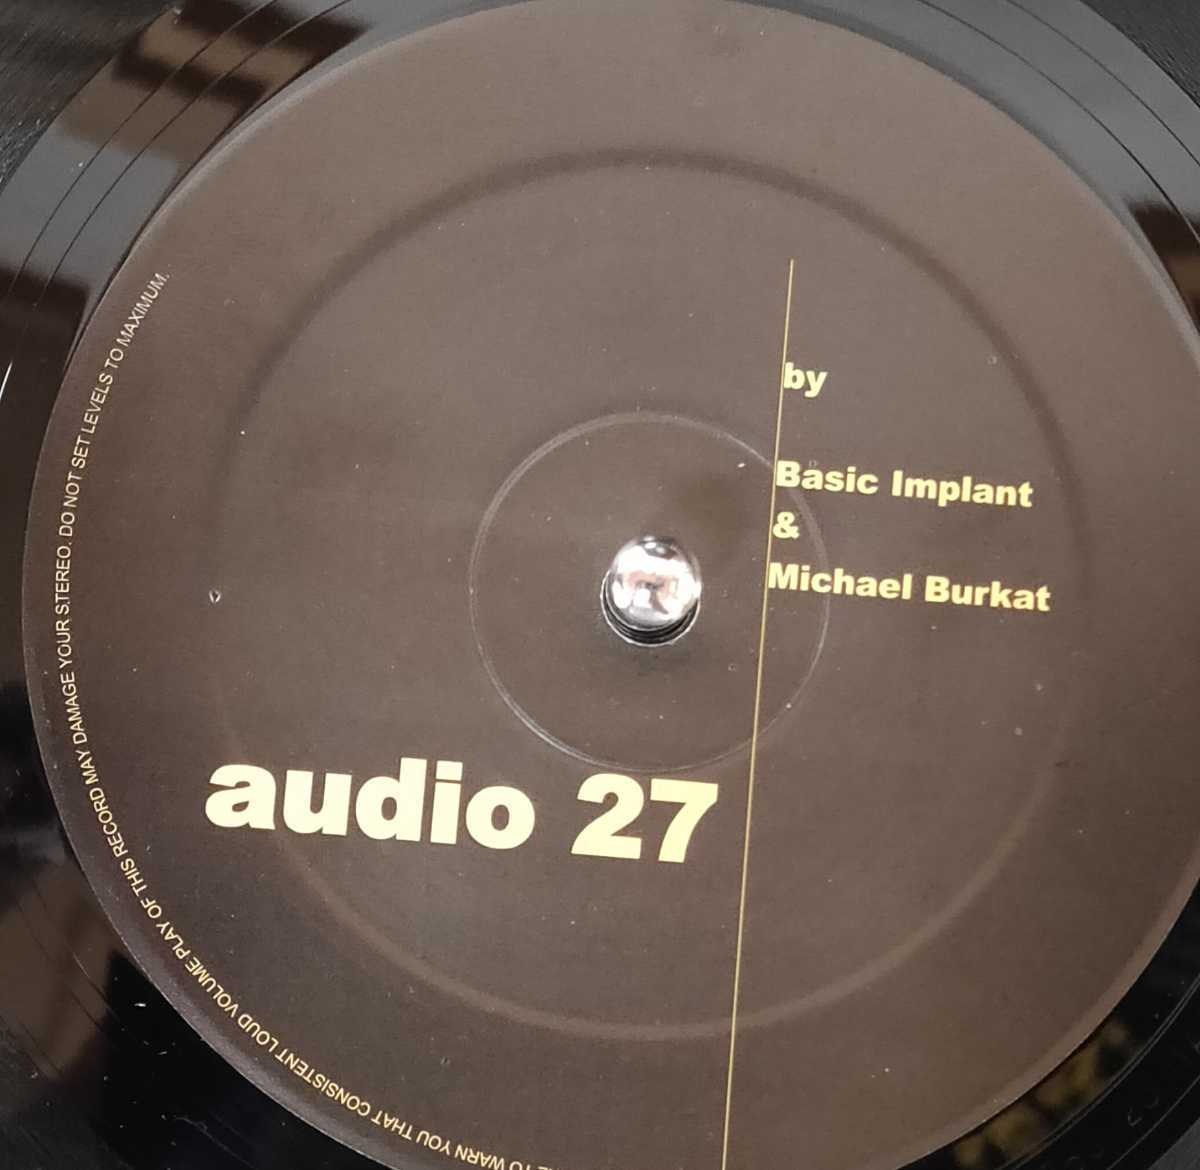 by
Basic Implant
&
Michael Burkat
audio 27
TO WARN YOU THAT CONSISTENT LOUD VOLUME PLAY OF THIS RECORD MAY DAMAGE YOUR STEREO. DO NOT SET LEVELS TO MAXIMUM.